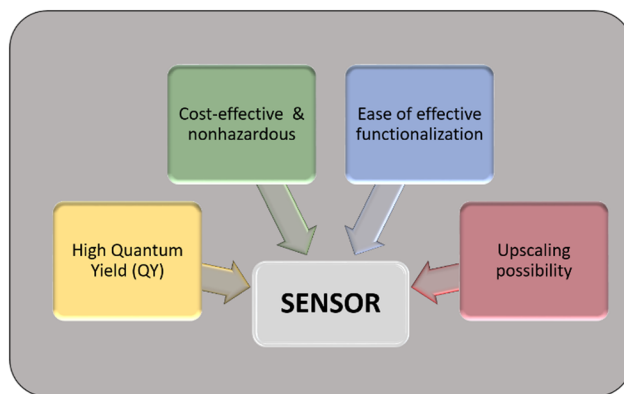 Cost-effective &
nonhazardous
Ease of effective
functionalization
High Quantum
Yield (QY)
Upscaling
possibility
SENSOR